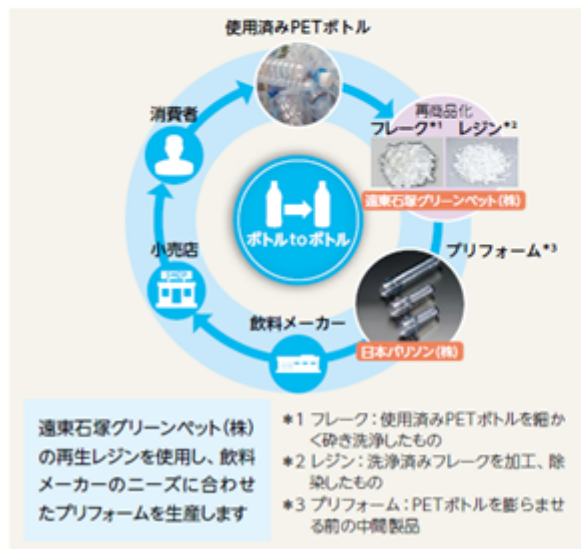 使用済みPETボトル
消費者
再商品化
フレーク*1 レジン*2
遠東石塚グリーンペット(株)
ボトルtoボトル
小売店
プリフォーム*3
飲料メーカー
日本パリソン(株)
遠東石塚グリーンペット(株)
の再生レジンを使用し、飲料
メーカーのニーズに合わせ
たプリフォームを生産します
*1 フレーク:使用済みPETボトルを細か
く砕き洗浄したもの
*2 レジン:洗浄済みフレークを加工、除
染したもの
*3 プリフォーム:PETボトルを膨らませ
る前の中間製品